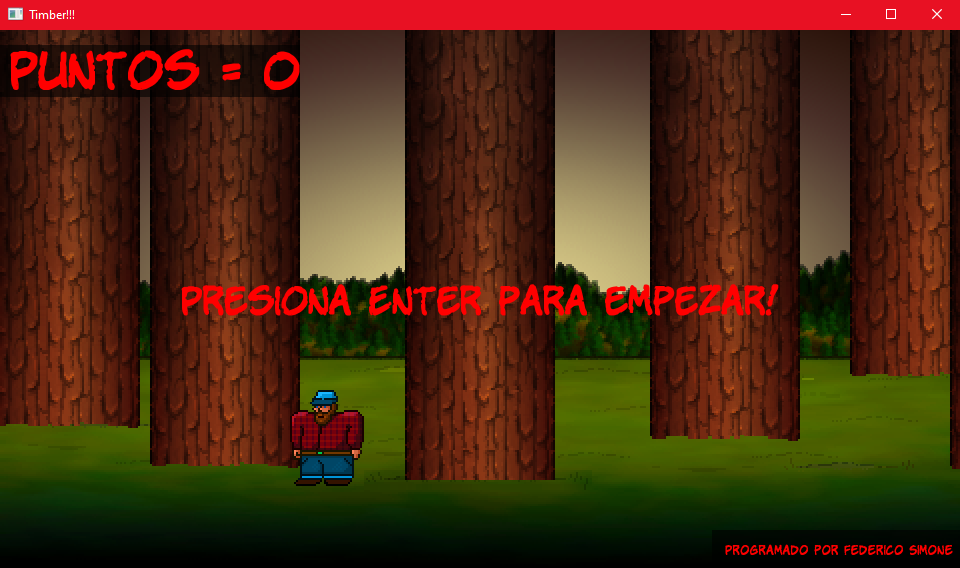 Timber!!!
PUNTOS = 0
PRESIONA ENTER PARA EMPEZAR!
PROGRAMADO POR FEDERICO SIMONE